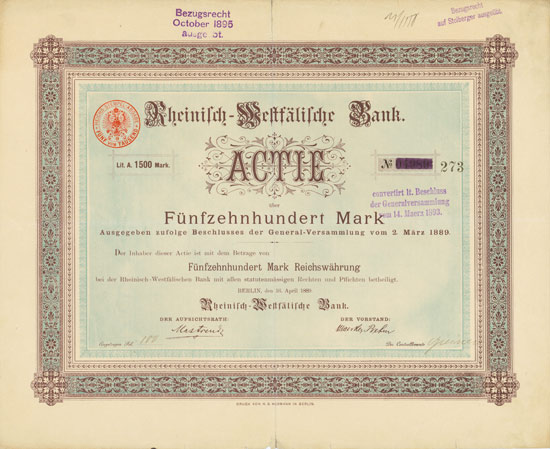 Bezugsrecht
October 1895
ausgeübt.
Bezugsrecht
auf Stolberger ausgeübt.
Rheinisch-Westfälische Bank.
Lit. A. 1500 Mark.
ACTIE
No 273
über
convertirt lt. Beschluss
der Generalversammlung
vom 14. Maerz 1893.
Fünfzehnhundert Mark
Ausgegeben zufolge Beschlusses der General-Versammlung vom 2. März 1889.
Der Inhaber dieser Actie ist mit dem Betrage von
Fünfzehnhundert Mark Reichswährung
bei der Rheinisch-Westfälischen Bank mit allen statutenmässigen Rechten und Pflichten betheiligt.
BERLIN, den 10. April 1889.
Rheinisch-Westfälische Bank.
DER AUFSICHTSRATH:
DER VORSTAND:
Eingetragen Fol.
Der Controllbeamte
DRUCK VON H. S. HERMANN IN BERLIN.